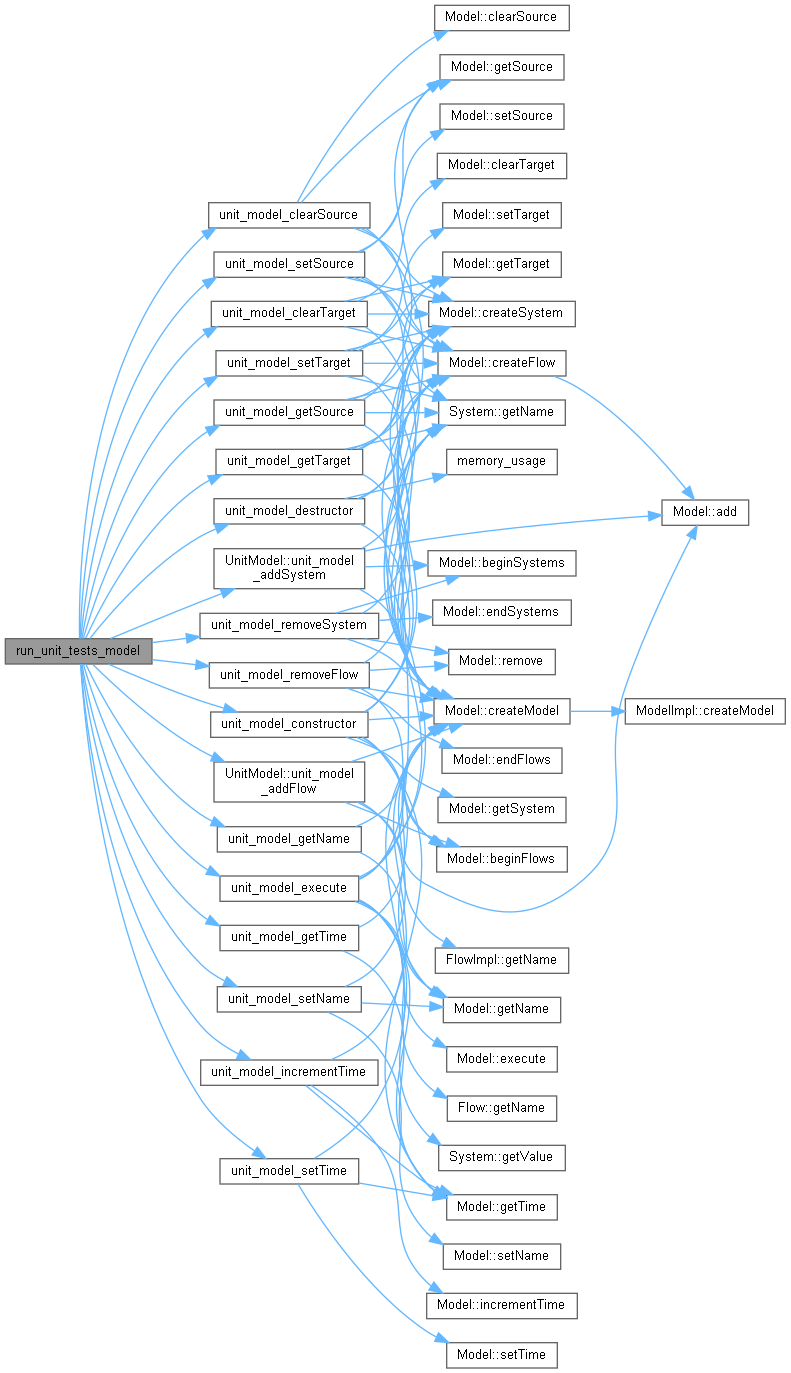 Model::clearSource
Model::getSource
Model::setSource
Model::clearTarget
unit_model_clearSource
Model::setTarget
unit_model_setSource
Model::getTarget
unit_model_clearTarget
Model::createSystem
unit_model_setTarget
Model::createFlow
unit_model_getSource
System::getName
unit_model_getTarget
memory_usage
unit_model_destructor
Model::add
UnitModel::unit_model
_addSystem
Model::beginSystems
unit_model_removeSystem
Model::endSystems
run_unit_tests_model
Model::remove
unit_model_removeFlow
Model::createModel
ModelImpl::createModel
unit_model_constructor
Model::endFlows
UnitModel::unit_model
_addFlow
Model::getSystem
unit_model_getName
Model::beginFlows
unit_model_execute
unit_model_getTime
FlowImpl::getName
unit_model_setName
Model::getName
Model::execute
unit_model_incrementTime
Flow::getName
System::getValue
unit_model_setTime
Model::getTime
Model::setName
Model::incrementTime
Model::setTime